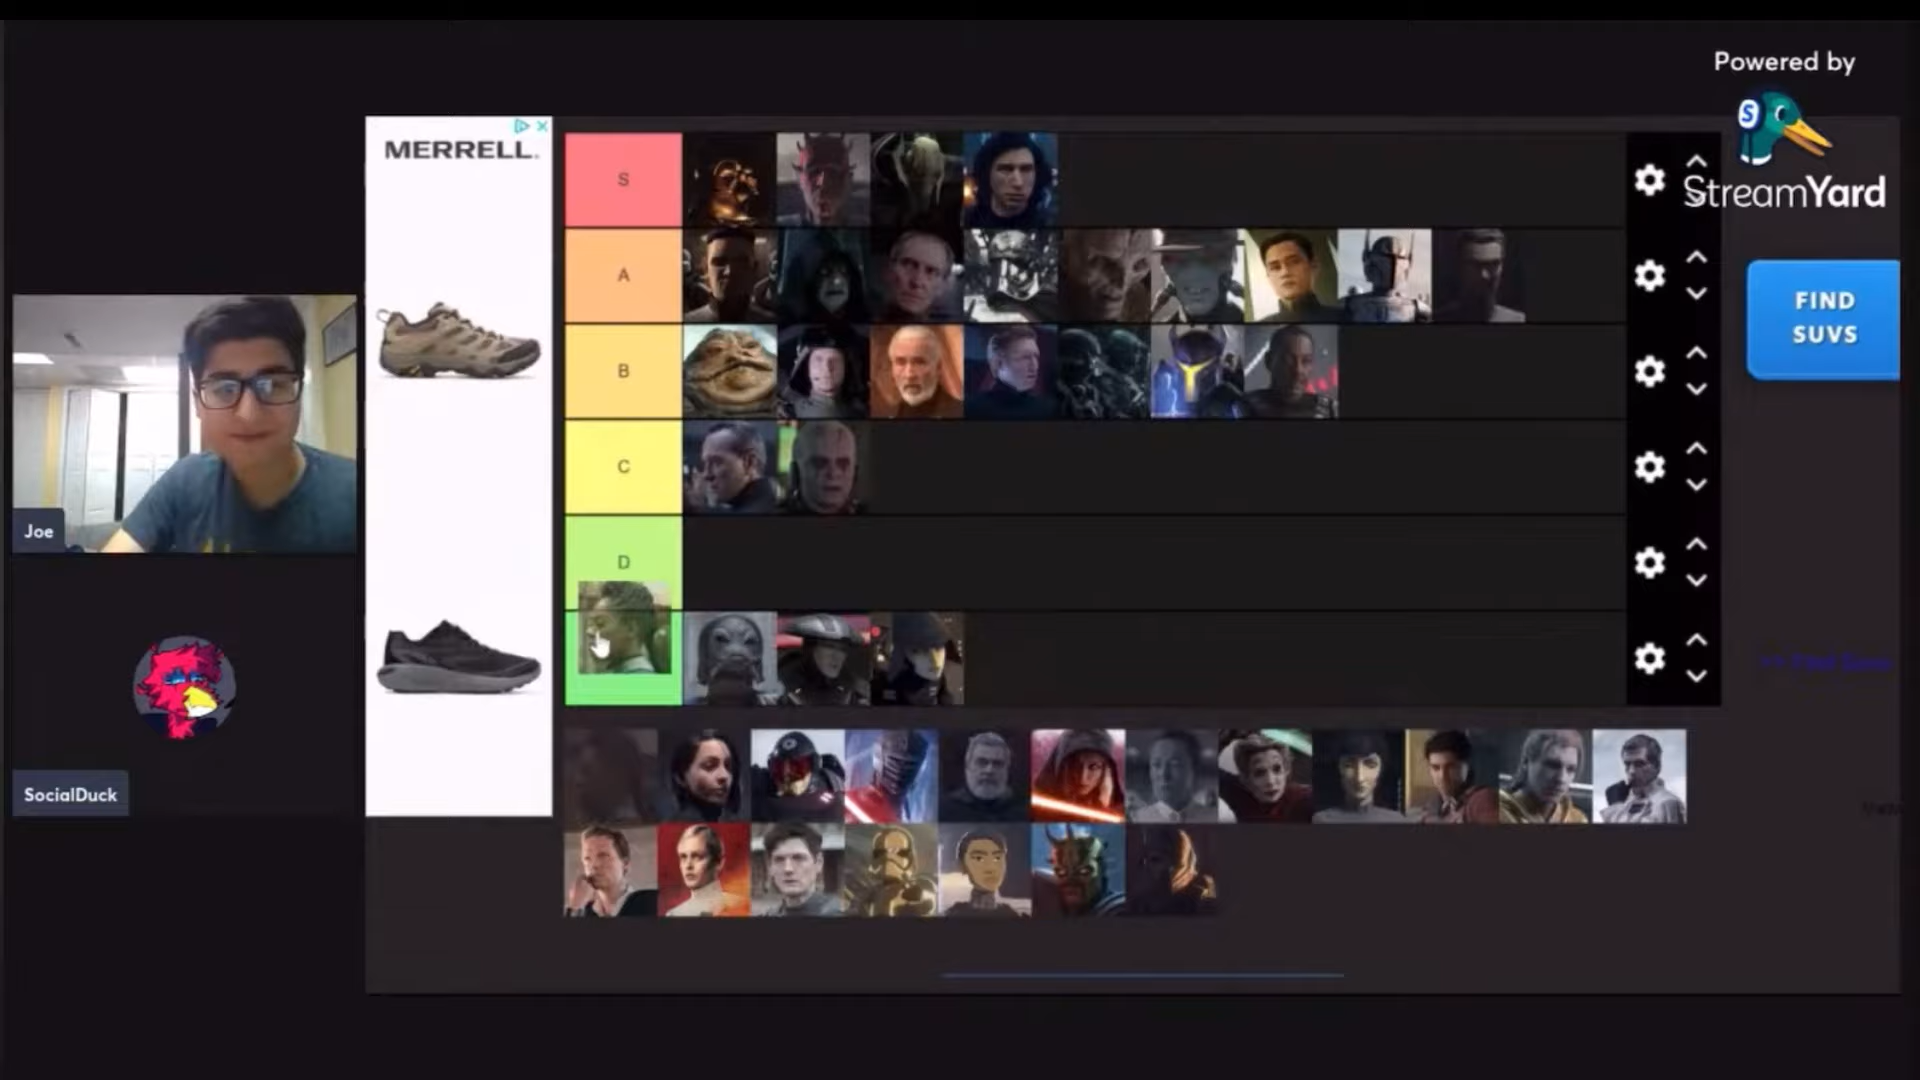 Powered by
StreamYard
MERRELL.
S
A
B
C
D
FIND
SUVS
Joe
SocialDuck